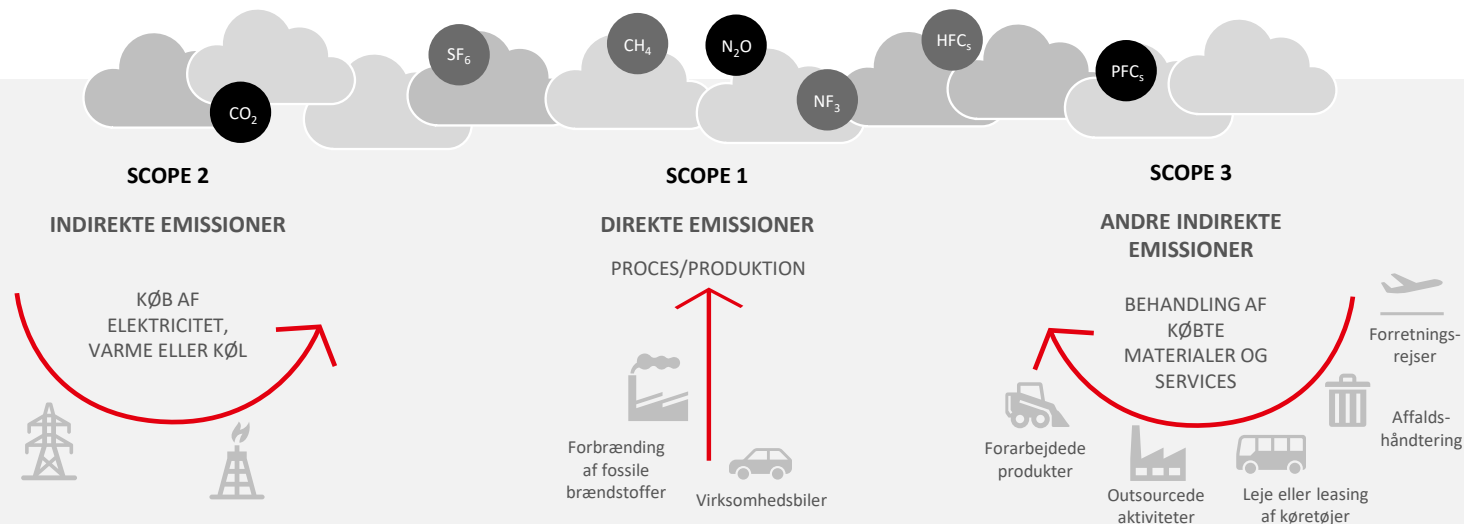 SF₆
CH₄
N₂O
HFCₛ
PFCₛ
NF₃
CO₂
SCOPE 2
INDIREKTE EMISSIONER
KØB AF
ELEKTRICITET,
VARME ELLER KØL
SCOPE 1
DIREKTE EMISSIONER
PROCES/PRODUKTION
Forbrænding
af fossile
brændstoffer
Virksomhedsbiler
SCOPE 3
ANDRE INDIREKTE
EMISSIONER
BEHANDLING AF
KØBTE
MATERIALER OG
SERVICES
Forretnings-
rejser
Affalds-
håndtering
Forarbejdede
produkter
Outsourcede
aktiviteter
Leje eller leasing
af køretøjer